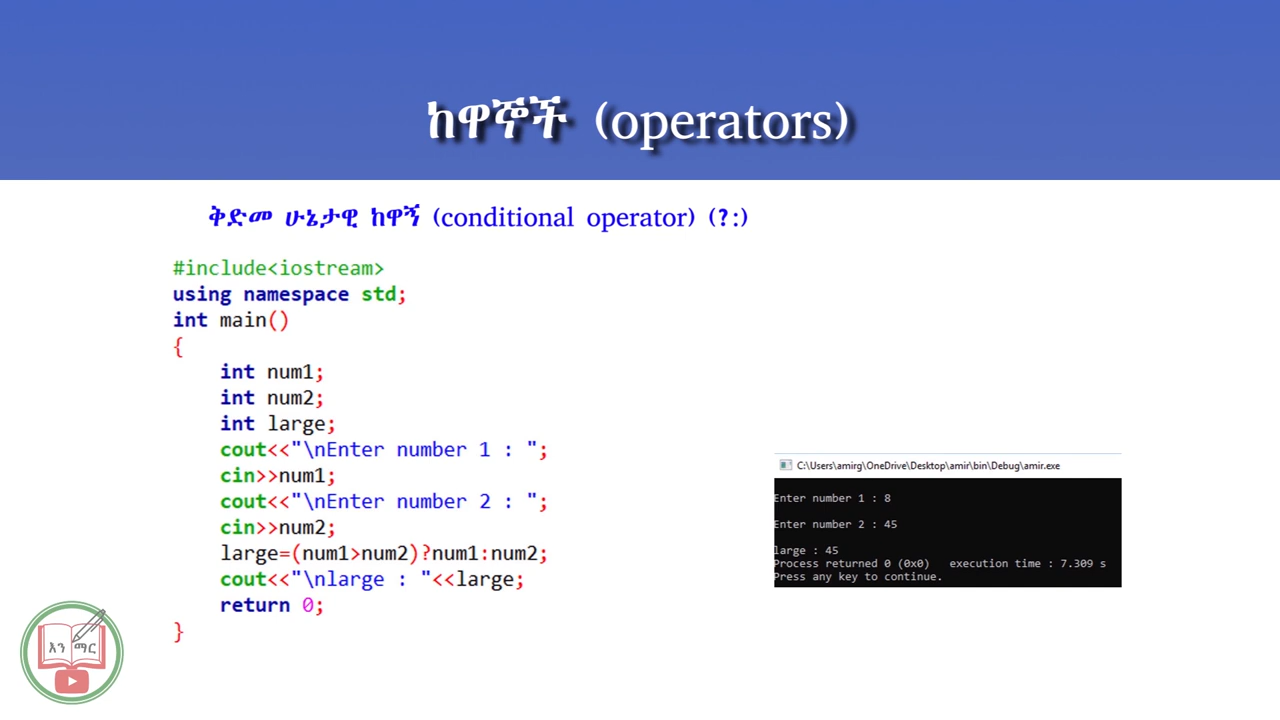 ከዋኞች (operators)
ቅድመ ሁኔታዊ ከዋኝ (conditional operator) (?:)
#include<iostream>
using namespace std;
int main()
{
    int num1;
    int num2;
    int large;
    cout<<"\nEnter number 1 : ";
    cin>>num1;
    cout<<"\nEnter number 2 : ";
    cin>>num2;
    large=(num1>num2)?num1:num2;
    cout<<"\nlarge : "<<large;
    return 0;
}
C:\Users\amirg\OneDrive\Desktop\amir\bin\Debug\amir.exe
Enter number 1 : 8
Enter number 2 : 45
large : 45
Process returned 0 (0x0)   execution time : 7.309 s
Press any key to continue.
እን ማር